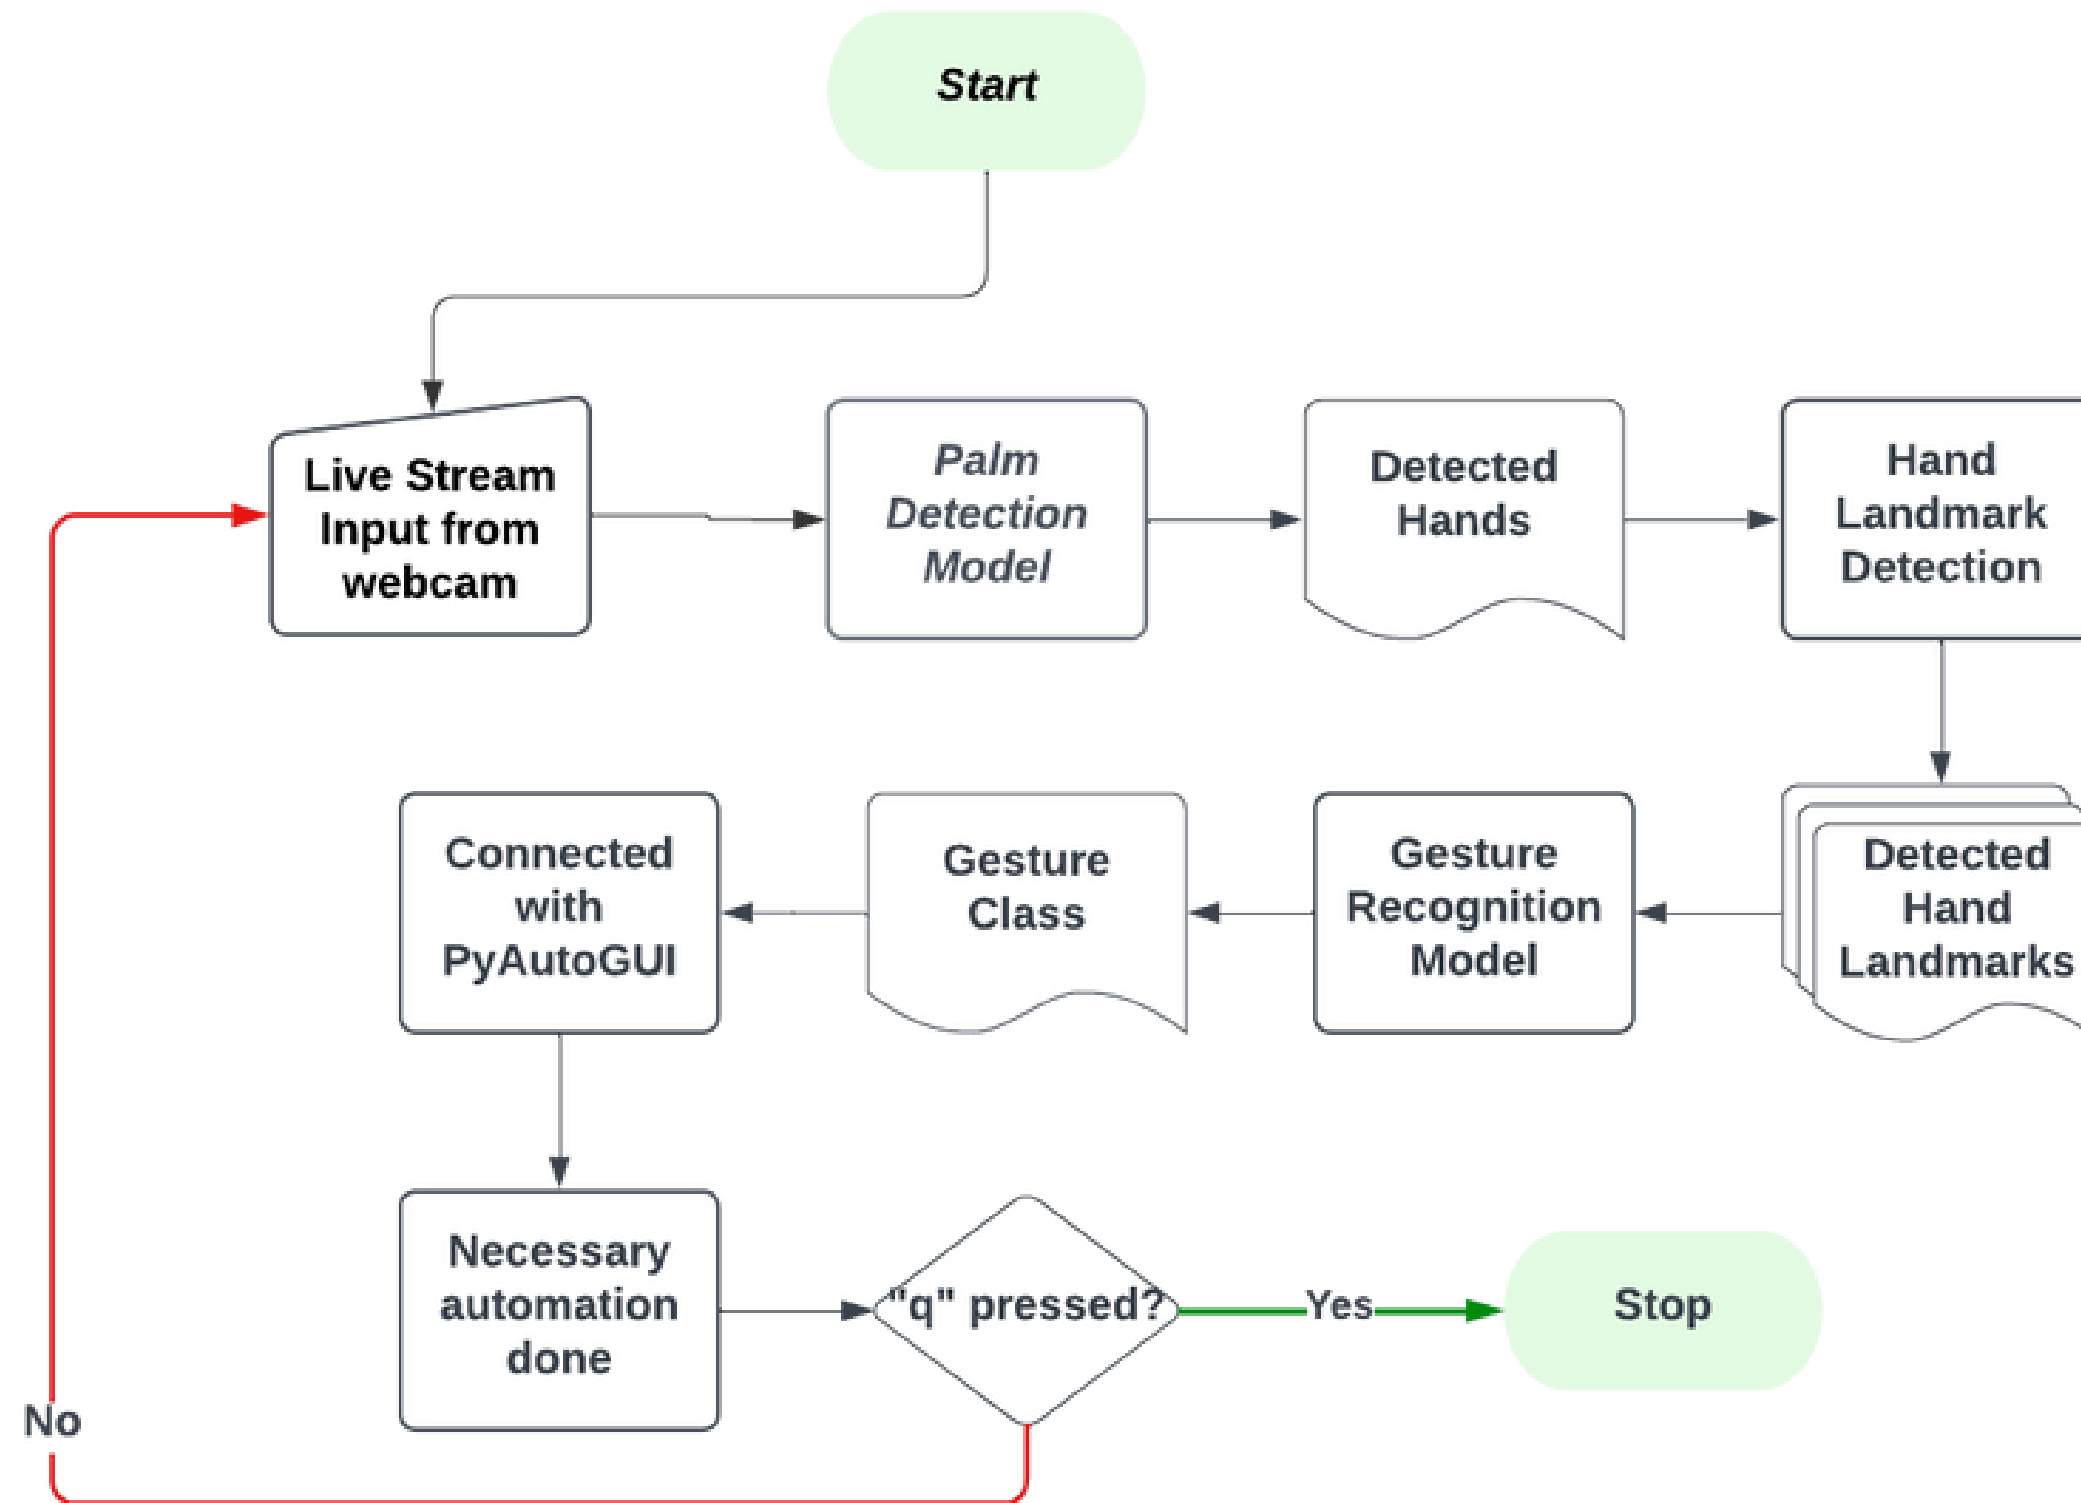 Start
Live Stream
Input from
webcam
Palm
Detection
Model
Detected
Hands
Hand
Landmark
Detection
Detected
Hand
Landmarks
Gesture
Recognition
Model
Gesture
Class
Connected
with
PyAutoGUI
Necessary
automation
done
"q" pressed?
Yes
Stop
No